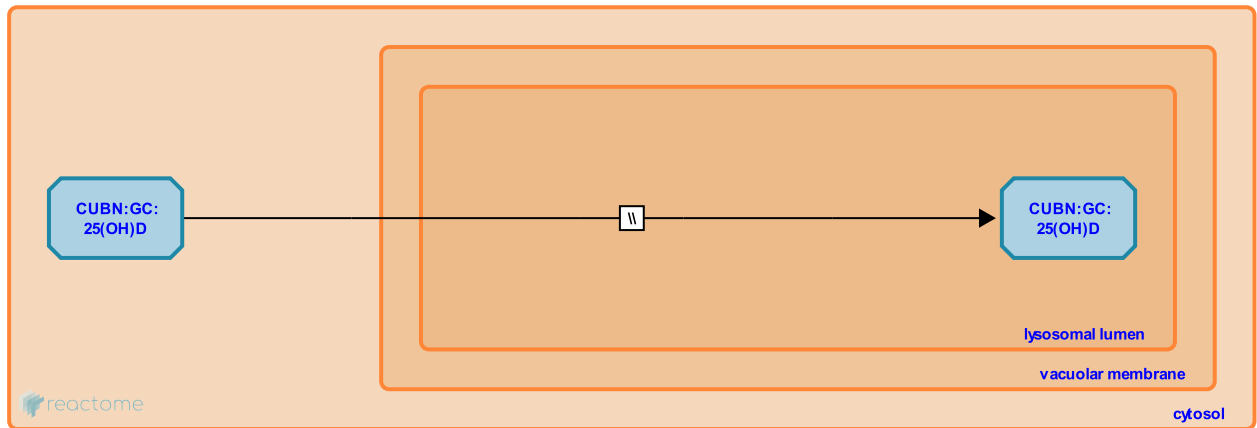 CUBN:GC:
25(OH)D
\\
CUBN:GC:
25(OH)D
lysosomal lumen
vacuolar membrane
reactome
cytosol